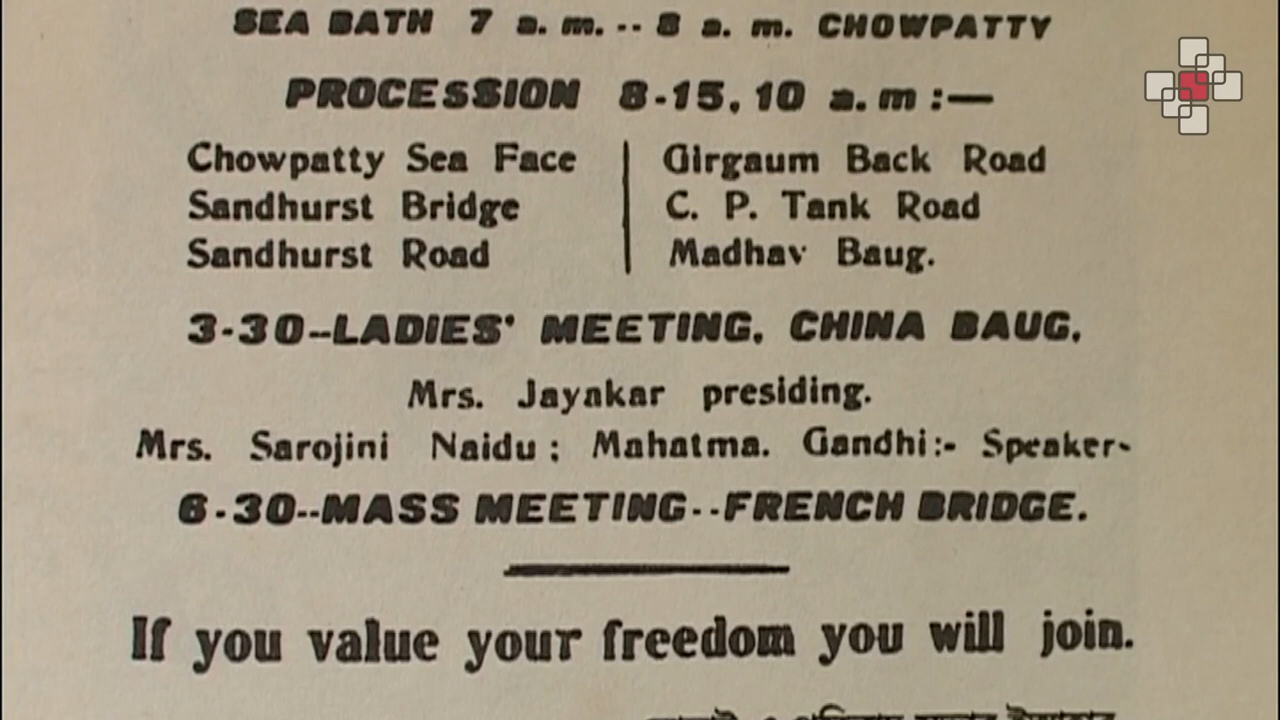 SEA BATH 7 a. m. -- 8 a. m. CHOWPATTY
PROCESSION 8-15, 10 a. m :—
Chowpatty Sea Face
Sandhurst Bridge
Sandhurst Road
Girgaum Back Road
C. P. Tank Road
Madhav Baug.
3-30--LADIES' MEETING, CHINA BAUG,
Mrs. Jayakar presiding.
Mrs. Sarojini Naidu ; Mahatma. Gandhi:- Speaker-
6-30--MASS MEETING--FRENCH BRIDGE.
If you value your freedom you will join.